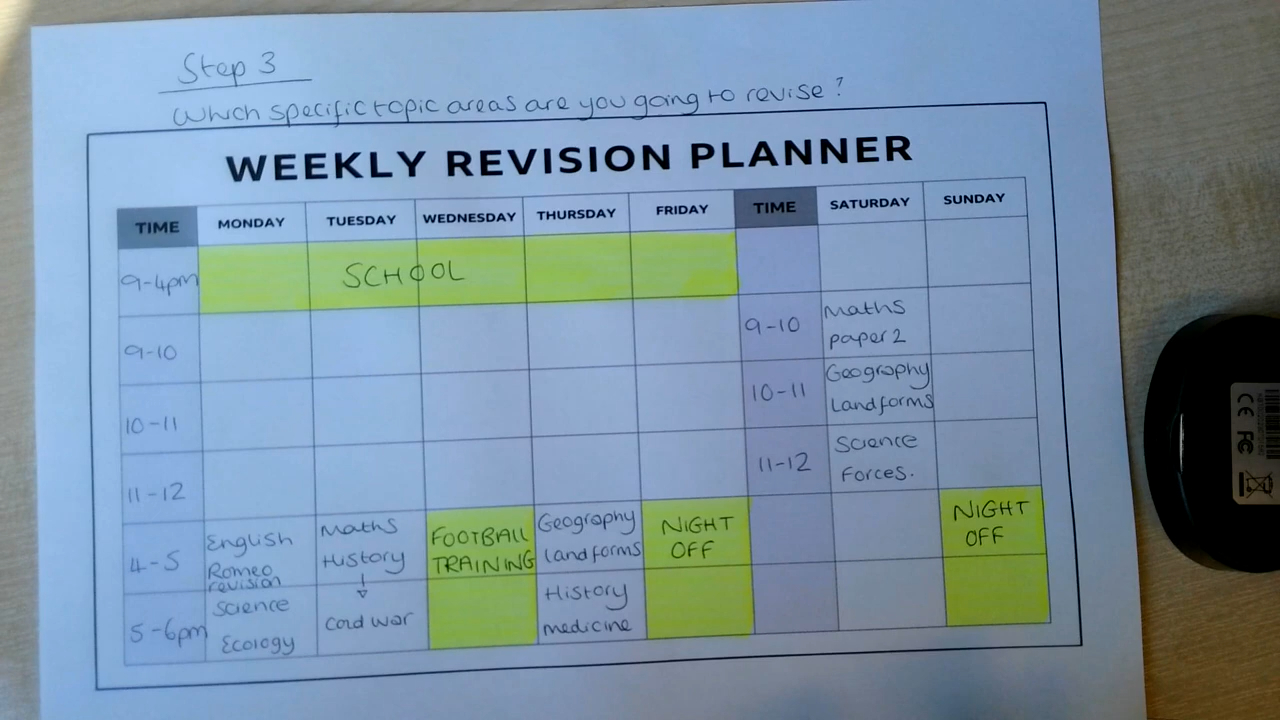 Step 3
Which specific topic areas are you going to revise?
WEEKLY REVISION PLANNER
TIME MONDAY TUESDAY WEDNESDAY THURSDAY FRIDAY TIME SATURDAY SUNDAY
9-4pm SCHOOL
9-10
9-10 Maths
paper 2
10-11
10-11 Geography
Landforms
11-12
11-12 Science
Forces.
4-5
English
Romeo
revision
Maths
History
FOOTBALL
TRAINING
Geography
landforms
NIGHT
OFF
NIGHT
OFF
5-6pm
Science
Ecology
Cold war
History
medicine
CE FC